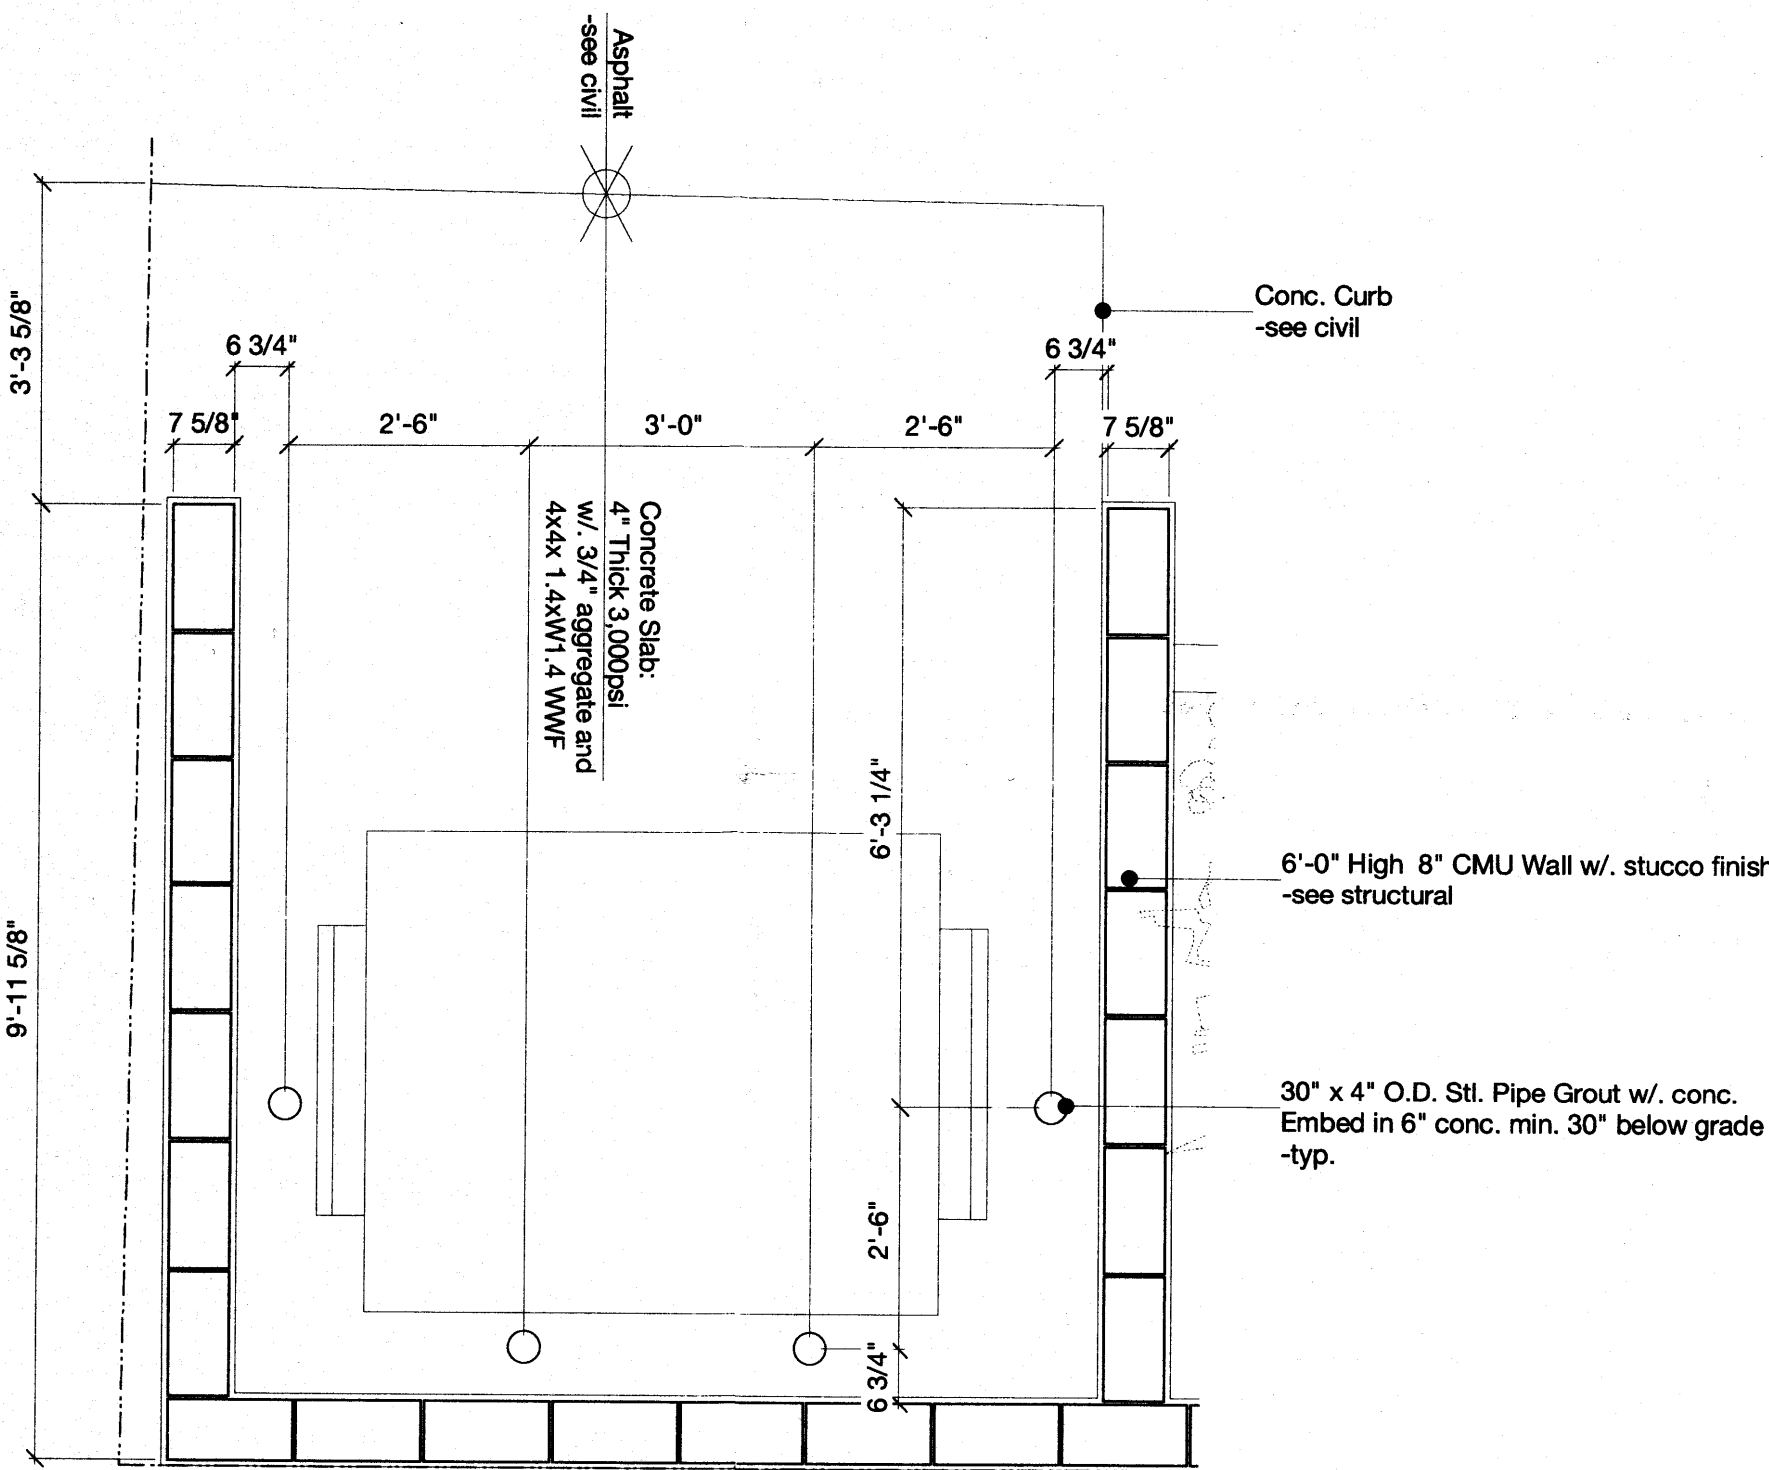 Asphalt
-see civil
Conc. Curb
-see civil
3'-3 5/8"
6 3/4"
6 3/4"
7 5/8"
2'-6"
3'-0"
2'-6"
7 5/8"
Concrete Slab:
4" Thick 3,000psi
w/. 3/4" aggregate and
4x4x 1.4xW1.4 WWF
6'-3 1/4"
6'-0" High 8" CMU Wall w/. stucco finish
-see structural
9'-11 5/8"
30" x 4" O.D. Stl. Pipe Grout w/. conc.
Embed in 6" conc. min. 30" below grade
-typ.
2'-6"
6 3/4"